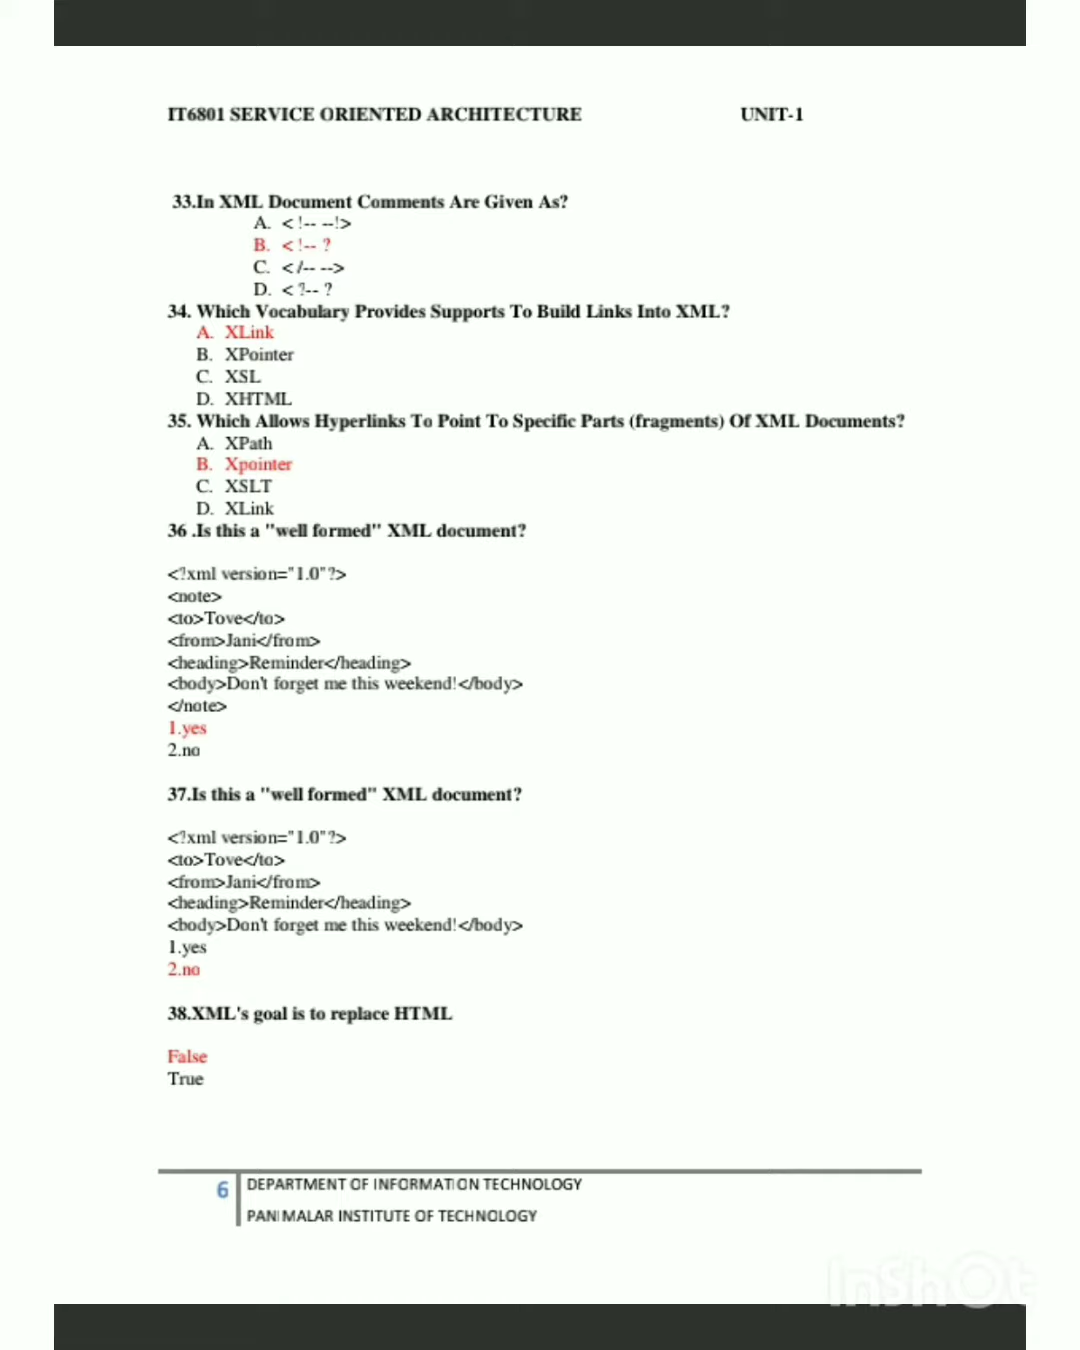 IT6801 SERVICE ORIENTED ARCHITECTURE UNIT-1
33.In XML Document Comments Are Given As?
A. <!-- --!>
B. <!-- ?
C. </-- -->
D. <?-- ?
34. Which Vocabulary Provides Supports To Build Links Into XML?
A. XLink
B. XPointer
C. XSL
D. XHTML
35. Which Allows Hyperlinks To Point To Specific Parts (fragments) Of XML Documents?
A. XPath
B. Xpointer
C. XSLT
D. XLink
36 .Is this a "well formed" XML document?
<?xml version="1.0"?>
<note>
<to>Tove</to>
<from>Jani</from>
<heading>Reminder</heading>
<body>Don't forget me this weekend!</body>
</note>
1.yes
2.no
37.Is this a "well formed" XML document?
<?xml version="1.0"?>
<to>Tove</to>
<from>Jani</from>
<heading>Reminder</heading>
<body>Don't forget me this weekend!</body>
1.yes
2.no
38.XML's goal is to replace HTML
False
True
6 DEPARTMENT OF INFORMATION TECHNOLOGY
PANIMALAR INSTITUTE OF TECHNOLOGY
InShOt